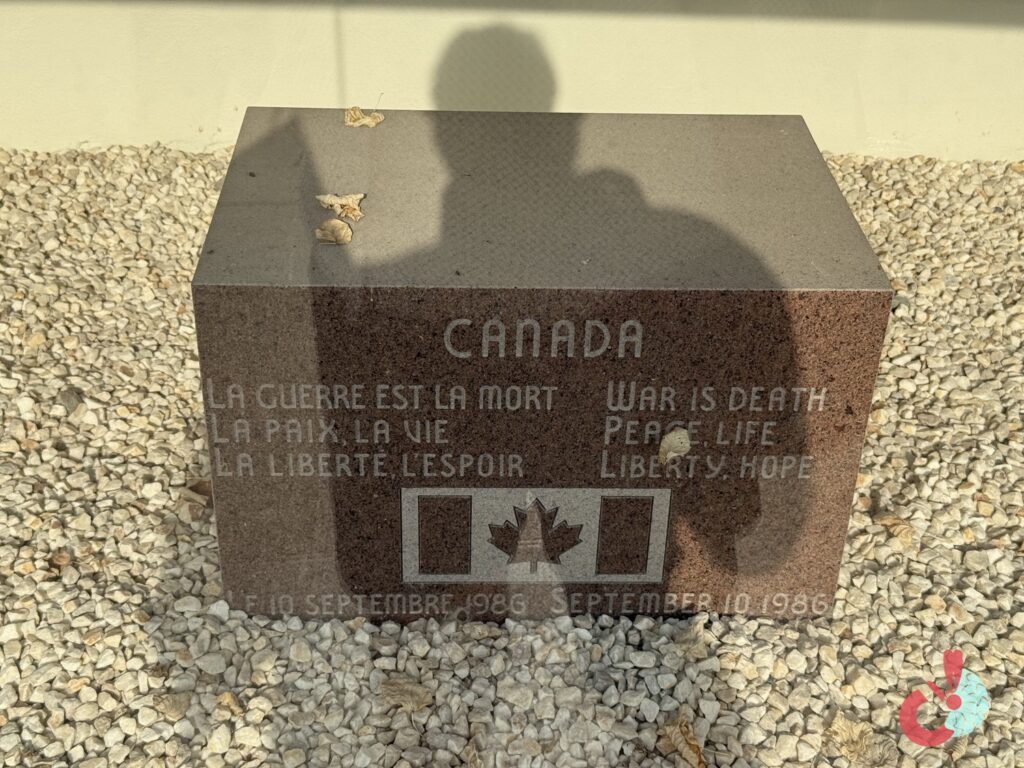 CANADA
LA GUERRE EST LA MORT
LA PAIX, LA VIE
LA LIBERTÉ, L'ESPOIR
WAR IS DEATH
PEACE, LIFE
LIBERTY, HOPE
LE 10 SEPTEMBRE 1986
SEPTEMBER 10 1986